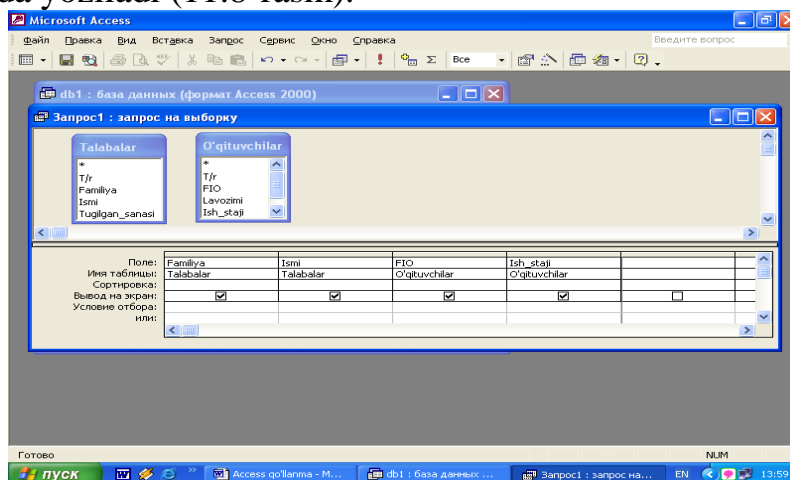 da yoziladi (11.8-rasm).
Microsoft Access
Файл Правка Вид Вставка Запрос Сервис Окно Справка Введите вопрос
Все
db1 : база данных (формат Access 2000)
Запрос1 : запрос на выборку
Talabalar
*
T/r
Familiya
Ismi
Tugilgan_sanasi
O'qituvchilar
*
T/r
FIO
Lavozimi
Ish_staji
Поле: Familiya Ismi FIO Ish_staji
Имя таблицы: Talabalar Talabalar O'qituvchilar O'qituvchilar
Сортировка:
Вывод на экран:
Условие отбора:
или:
Готово NUM
пуск Access qo'llanma - M... db1 : база данных ... Запрос1 : запрос на... EN 13:59